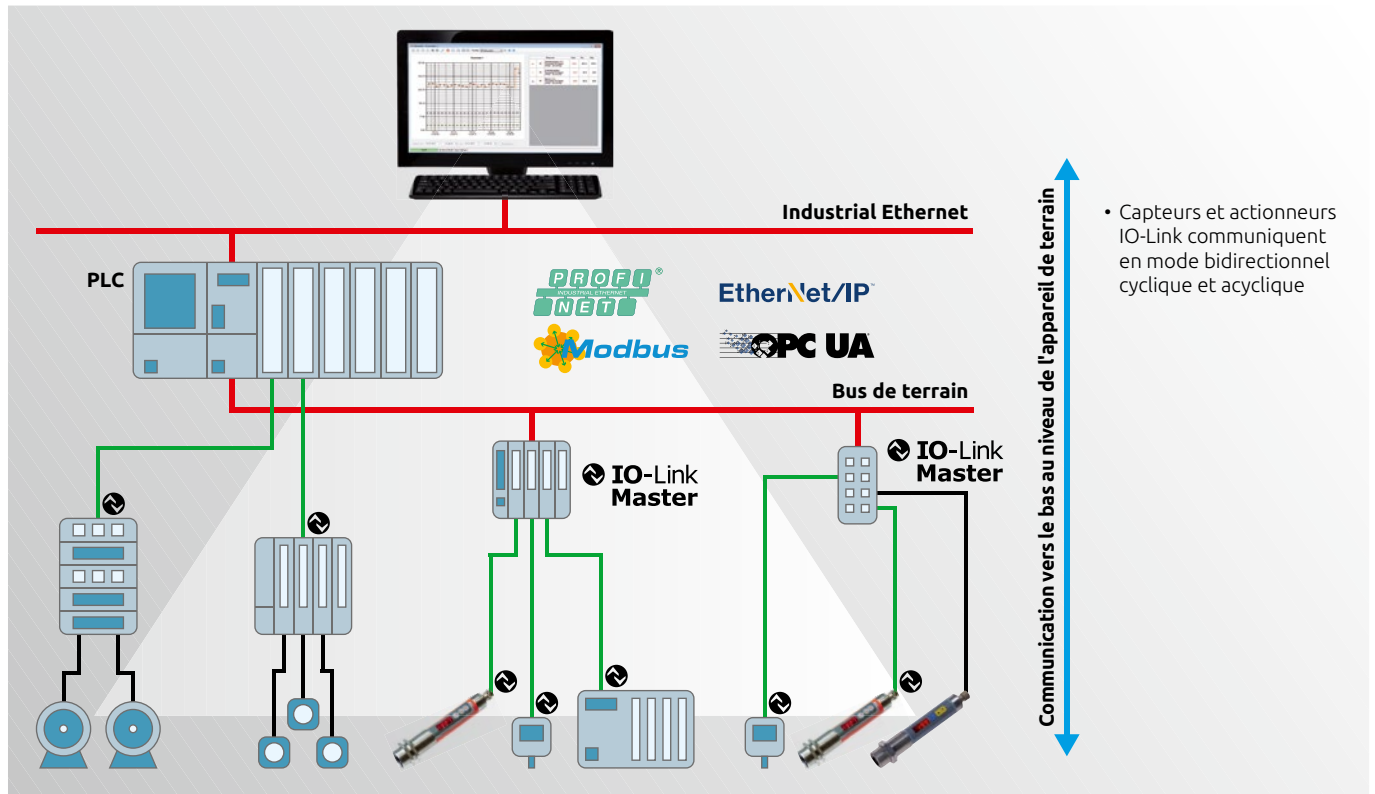 Industrial Ethernet
PLC
PROFI®
INDUSTRIAL ETHERNET
NET
EtherNet/IP™
Modbus
OPC UA
Bus de terrain
IO-Link
Master
IO-Link
Master
Communication vers le bas au niveau de l'appareil de terrain
• Capteurs et actionneurs
IO-Link communiquent
en mode bidirectionnel
cyclique et acyclique